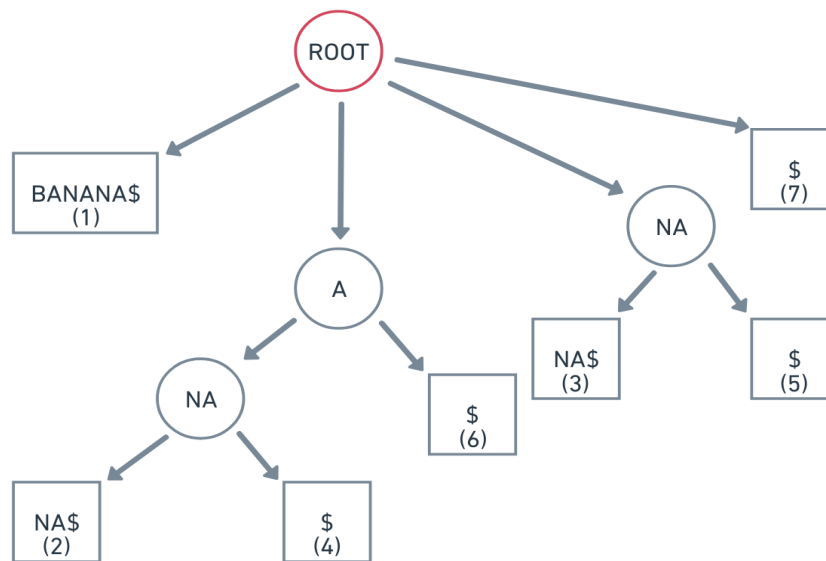 ROOT
BANANA$
(1)
$
(7)
NA
A
NA$
(3)
$
(5)
NA
$
(6)
NA$
(2)
$
(4)